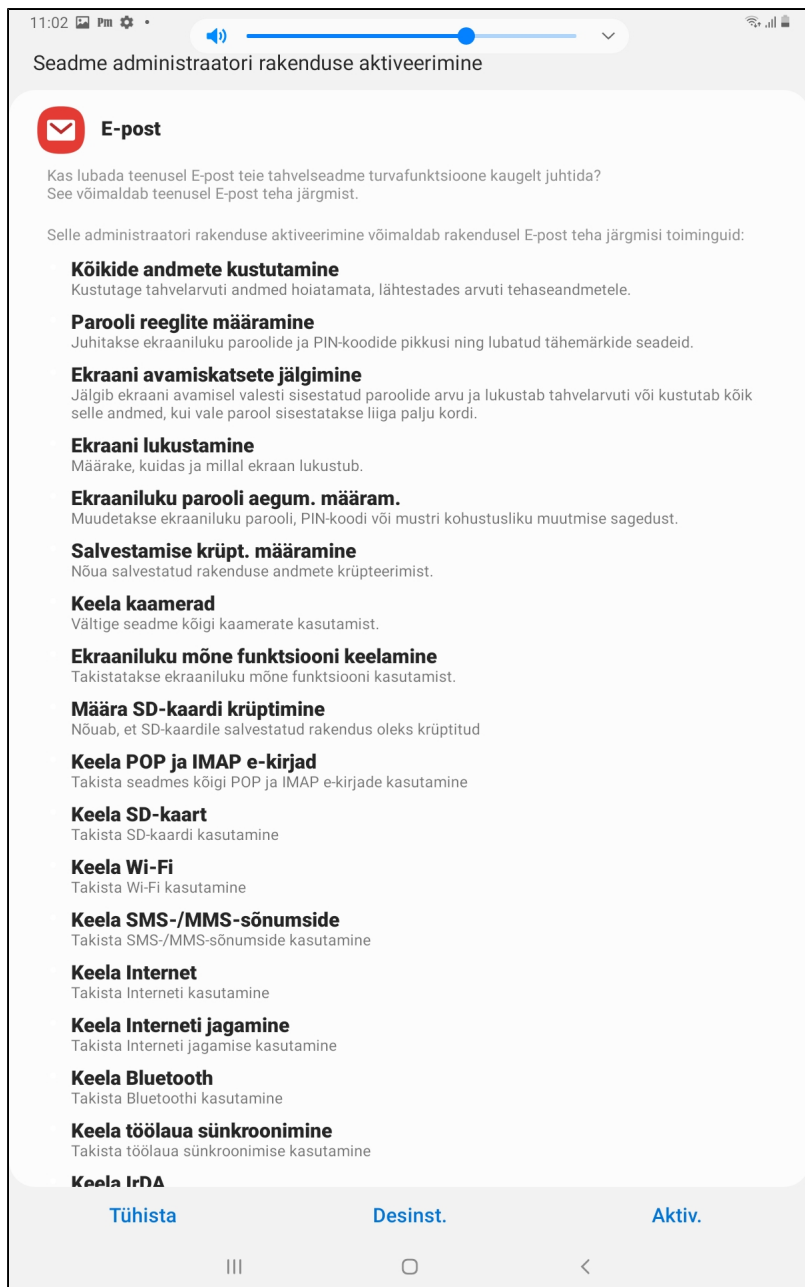 11:02 Pm
Seadme administraatori rakenduse aktiveerimine
E-post
Kas lubada teenusel E-post teie tahvelseadme turvafunktsioone kaugelt juhtida?
See võimaldab teenusel E-post teha järgmist.
Selle administraatori rakenduse aktiveerimine võimaldab rakendusel E-post teha järgmisi toiminguid:
Kõikide andmete kustutamine
Kustutage tahvelarvuti andmed hoiatamata, lähtestades arvuti tehaseandmetele.
Parooli reeglite määramine
Juhitakse ekraaniluku paroolide ja PIN-koodide pikkusi ning lubatud tähemärkide seadeid.
Ekraani avamiskatsete jälgimine
Jälgib ekraani avamisel valesti sisestatud paroolide arvu ja lukustab tahvelarvuti või kustutab kõik
selle andmed, kui vale parool sisestatakse liiga palju kordi.
Ekraani lukustamine
Määrake, kuidas ja millal ekraan lukustub.
Ekraaniluku parooli aegum. määram.
Muudetakse ekraaniluku parooli, PIN-koodi või mustri kohustusliku muutmise sagedust.
Salvestamise krüpt. määramine
Nõua salvestatud rakenduse andmete krüpteerimist.
Keela kaamerad
Vältige seadme kõigi kaamerate kasutamist.
Ekraaniluku mõne funktsiooni keelamine
Takistatakse ekraaniluku mõne funktsiooni kasutamist.
Määra SD-kaardi krüptimine
Nõuab, et SD-kaardile salvestatud rakendus oleks krüptitud
Keela POP ja IMAP e-kirjad
Takista seadmes kõigi POP ja IMAP e-kirjade kasutamine
Keela SD-kaart
Takista SD-kaardi kasutamine
Keela Wi-Fi
Takista Wi-Fi kasutamine
Keela SMS-/MMS-sõnumside
Takista SMS-/MMS-sõnumside kasutamine
Keela Internet
Takista Interneti kasutamine
Keela Interneti jagamine
Takista Interneti jagamise kasutamine
Keela Bluetooth
Takista Bluetoothi kasutamine
Keela töölaua sünkroonimine
Takista töölaua sünkroonimise kasutamine
Keela IrDA
Tühista Desinst. Aktiv.